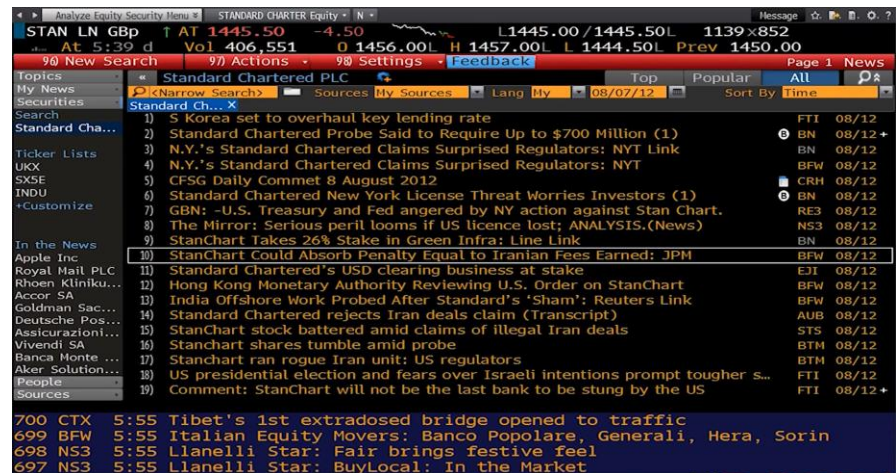 Analyze Equity Security Menu STANDARD CHARTER Equity N Message
STAN LN GBp ↑ AT 1445.50 -4.50 L1445.00/1445.50L 1139×852
At 5:39 d Vol 406,551 O 1456.00L H 1457.00L L 1444.50L Prev 1450.00
96) New Search 97) Actions 98) Settings Feedback Page 1 News
Topics « Standard Chartered PLC Top Popular All
My News <Narrow Search> Sources My Sources Lang My 08/07/12 Sort By Time
Securities Standard Ch... X
Search
Standard Cha...
Ticker Lists
UKX
SX5E
INDU
+Customize
In the News
Apple Inc
Royal Mail PLC
Rhoen Kliniku...
Accor SA
Goldman Sac...
Deutsche Pos...
Assicurazioni...
Vivendi SA
Banca Monte ...
Aker Solution...
People
Sources
1) S Korea set to overhaul key lending rate FTI 08/12
2) Standard Chartered Probe Said to Require Up to $700 Million (1) B BN 08/12+
3) N.Y.'s Standard Chartered Claims Surprised Regulators: NYT Link BN 08/12
4) N.Y.'s Standard Chartered Claims Surprised Regulators: NYT BFW 08/12
5) CFSG Daily Commet 8 August 2012 CRH 08/12
6) Standard Chartered New York License Threat Worries Investors (1) B BN 08/12
7) GBN: -U.S. Treasury and Fed angered by NY action against Stan Chart. RE3 08/12
8) The Mirror: Serious peril looms if US licence lost; ANALYSIS.(News) NS3 08/12
9) StanChart Takes 26% Stake in Green Infra: Line Link BN 08/12
10) StanChart Could Absorb Penalty Equal to Iranian Fees Earned: JPM BFW 08/12
11) Standard Chartered's USD clearing business at stake EJI 08/12
12) Hong Kong Monetary Authority Reviewing U.S. Order on StanChart BFW 08/12
13) India Offshore Work Probed After Standard's 'Sham': Reuters Link BFW 08/12
14) Standard Chartered rejects Iran deals claim (Transcript) AUB 08/12
15) StanChart stock battered amid claims of illegal Iran deals STS 08/12
16) Stanchart shares tumble amid probe BTM 08/12
17) Stanchart ran rogue Iran unit: US regulators BTM 08/12
18) US presidential election and fears over Israeli intentions prompt tougher s... FTI 08/12
19) Comment: StanChart will not be the last bank to be stung by the US FTI 08/12+
700 CTX 5:55 Tibet's 1st extradosed bridge opened to traffic
699 BFW 5:55 Italian Equity Movers: Banco Popolare, Generali, Hera, Sorin
698 NS3 5:55 Llanelli Star: Fair brings festive feel
697 NS3 5:55 Llanelli Star: BuyLocal: In the Market